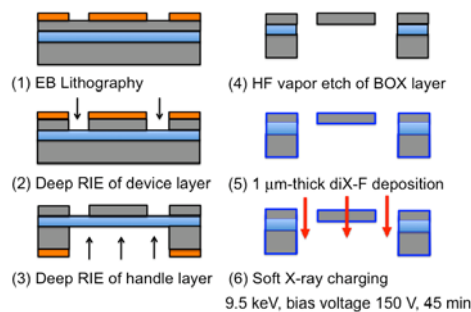 (1) EB Lithography
(2) Deep RIE of device layer
(3) Deep RIE of handle layer
(4) HF vapor etch of BOX layer
(5) 1 μm-thick diX-F deposition
(6) Soft X-ray charging
9.5 keV, bias voltage 150 V, 45 min